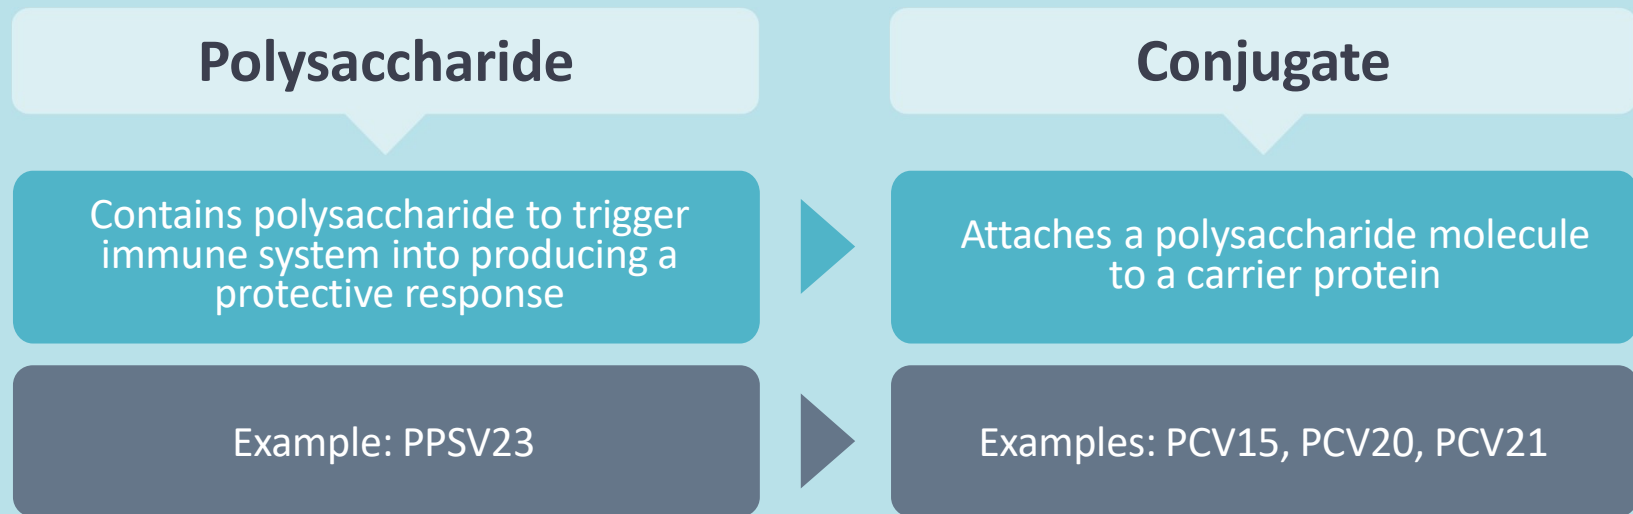 Polysaccharide
Contains polysaccharide to trigger
immune system into producing a
protective response
Example: PPSV23
Conjugate
Attaches a polysaccharide molecule
to a carrier protein
Examples: PCV15, PCV20, PCV21